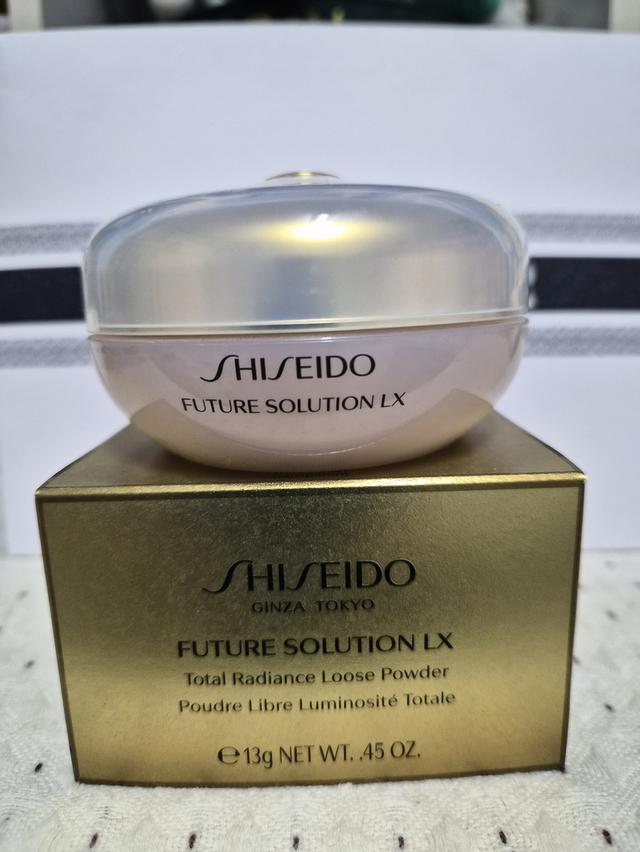 SHISEIDO
FUTURE SOLUTION LX
SHISEIDO
GINZA TOKYO
FUTURE SOLUTION LX
Total Radiance Loose Powder
Poudre Libre Luminosité Totale
℮13g NET WT. .45 OZ.